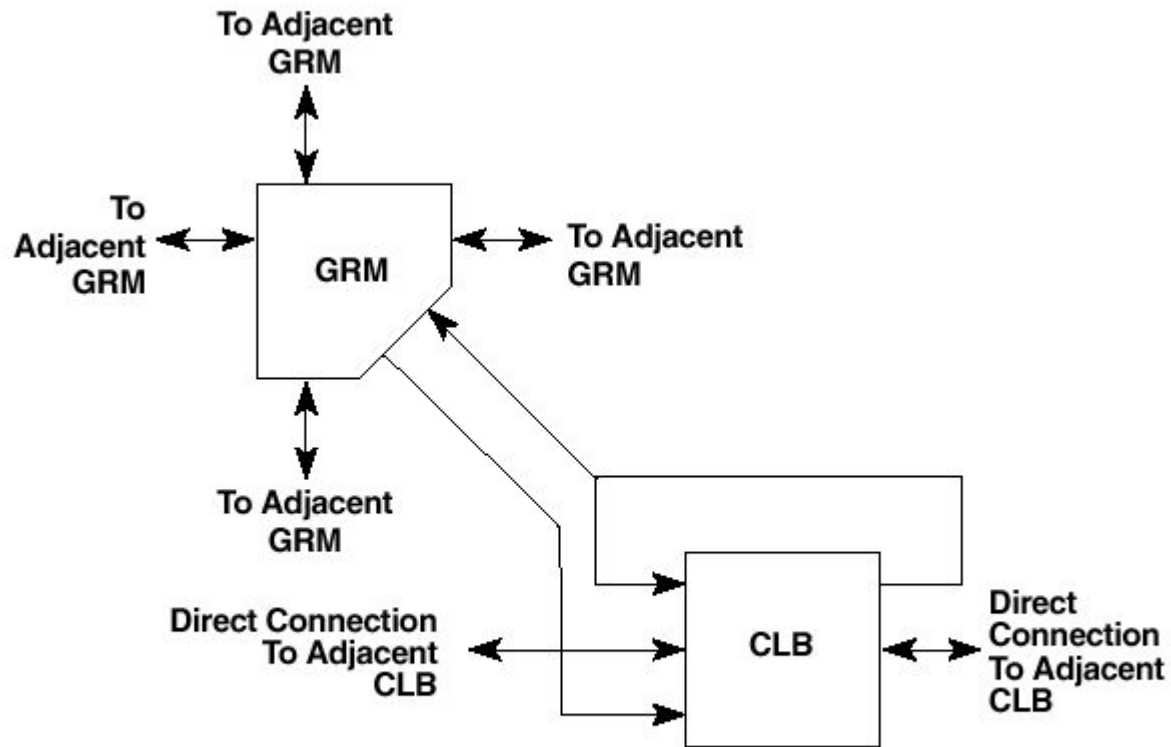 To Adjacent
GRM
To
Adjacent
GRM
GRM
To Adjacent
GRM
To Adjacent
GRM
Direct Connection
To Adjacent
CLB
CLB
Direct
Connection
To Adjacent
CLB